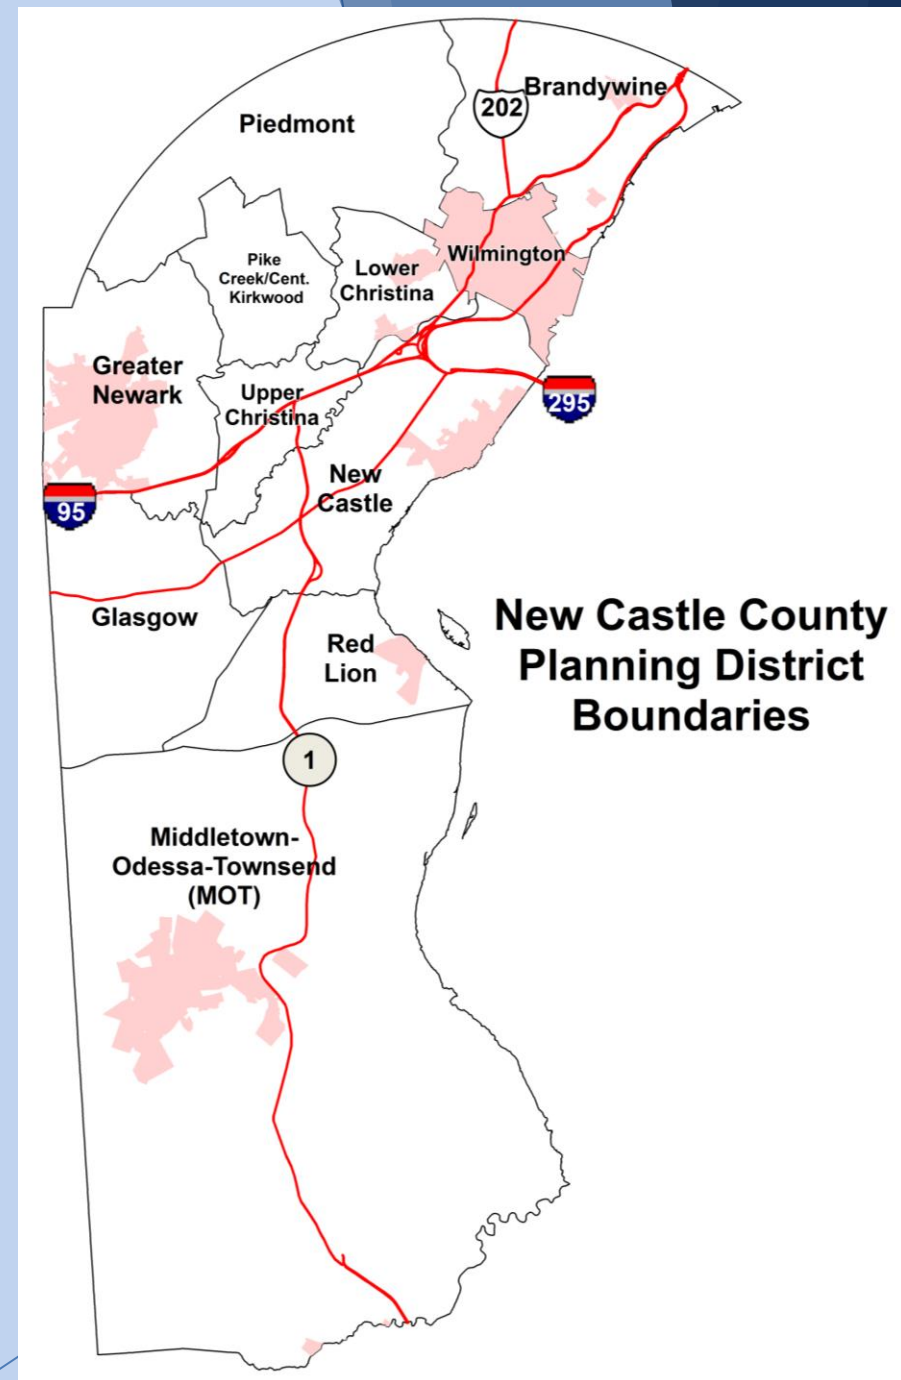 Brandywine
202
Piedmont
Wilmington
Pike
Creek/Cent.
Kirkwood
Lower
Christina
Greater
Newark
Upper
Christina
295
New
Castle
95
Glasgow
Red
Lion
New Castle County
Planning District
Boundaries
1
Middletown-
Odessa-Townsend
(MOT)